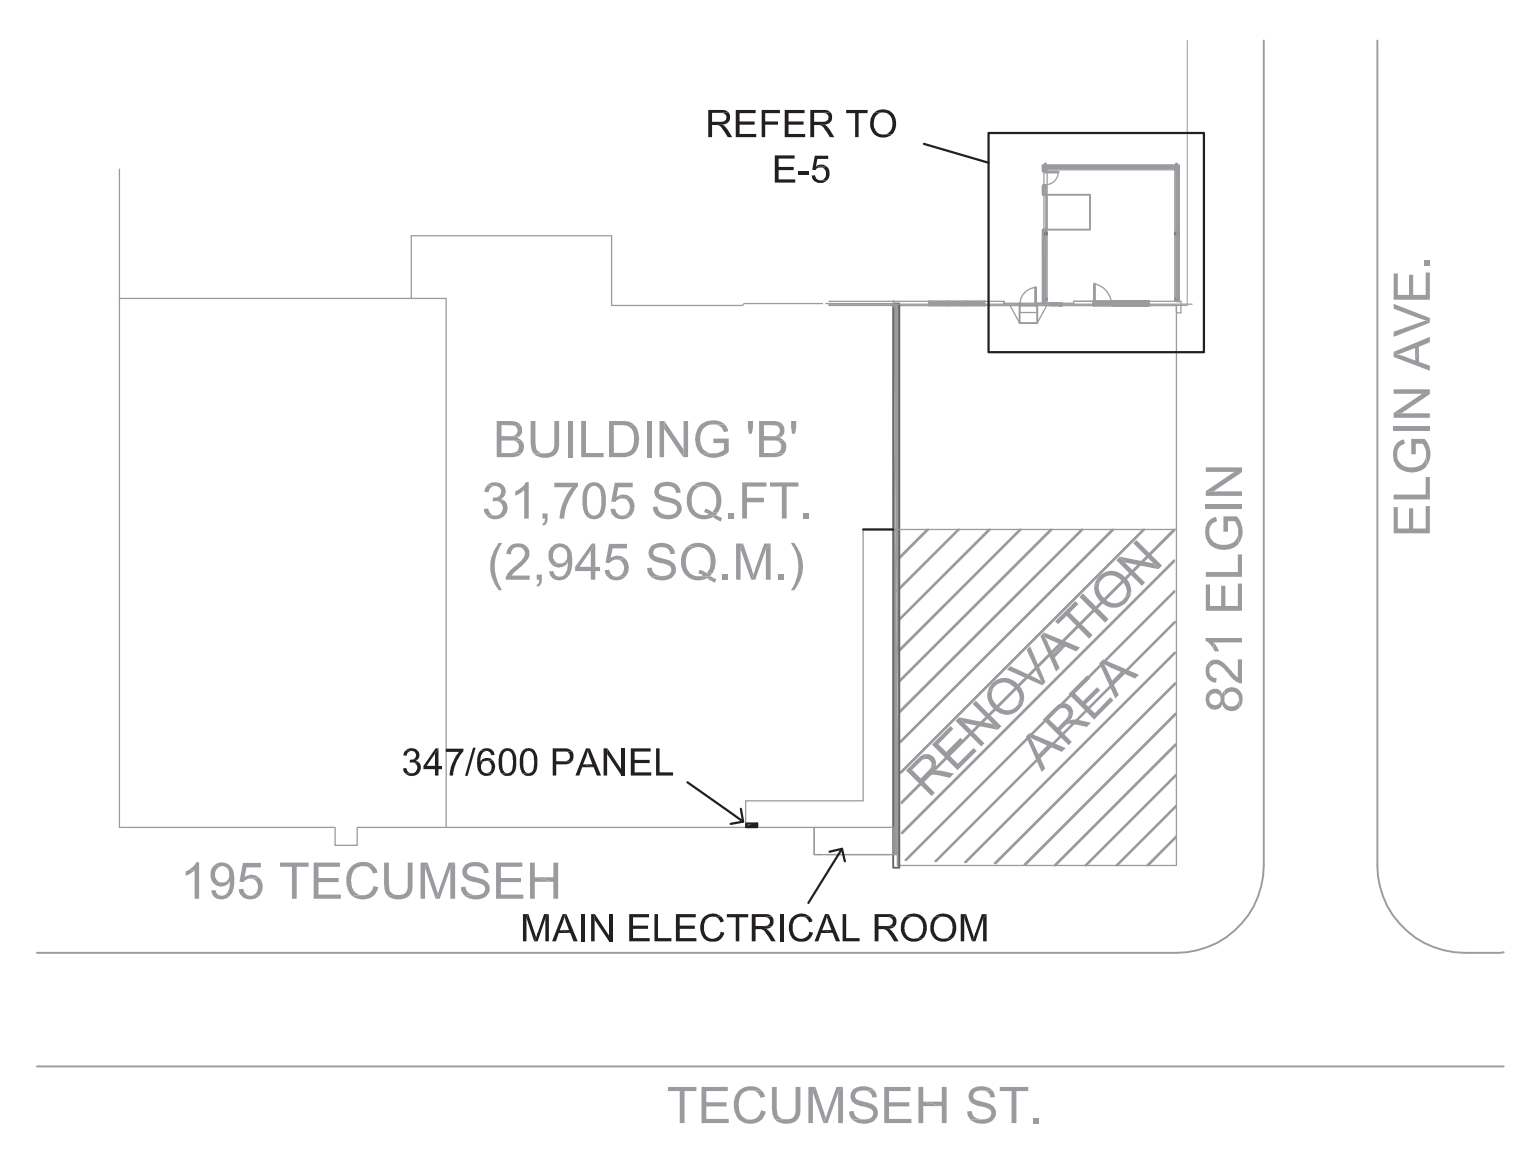 REFER TO
E-5
ELGIN AVE.
BUILDING 'B'
31,705 SQ.FT.
(2,945 SQ.M.)
821 ELGIN
RENOVATION
AREA
347/600 PANEL
195 TECUMSEH
MAIN ELECTRICAL ROOM
TECUMSEH ST.